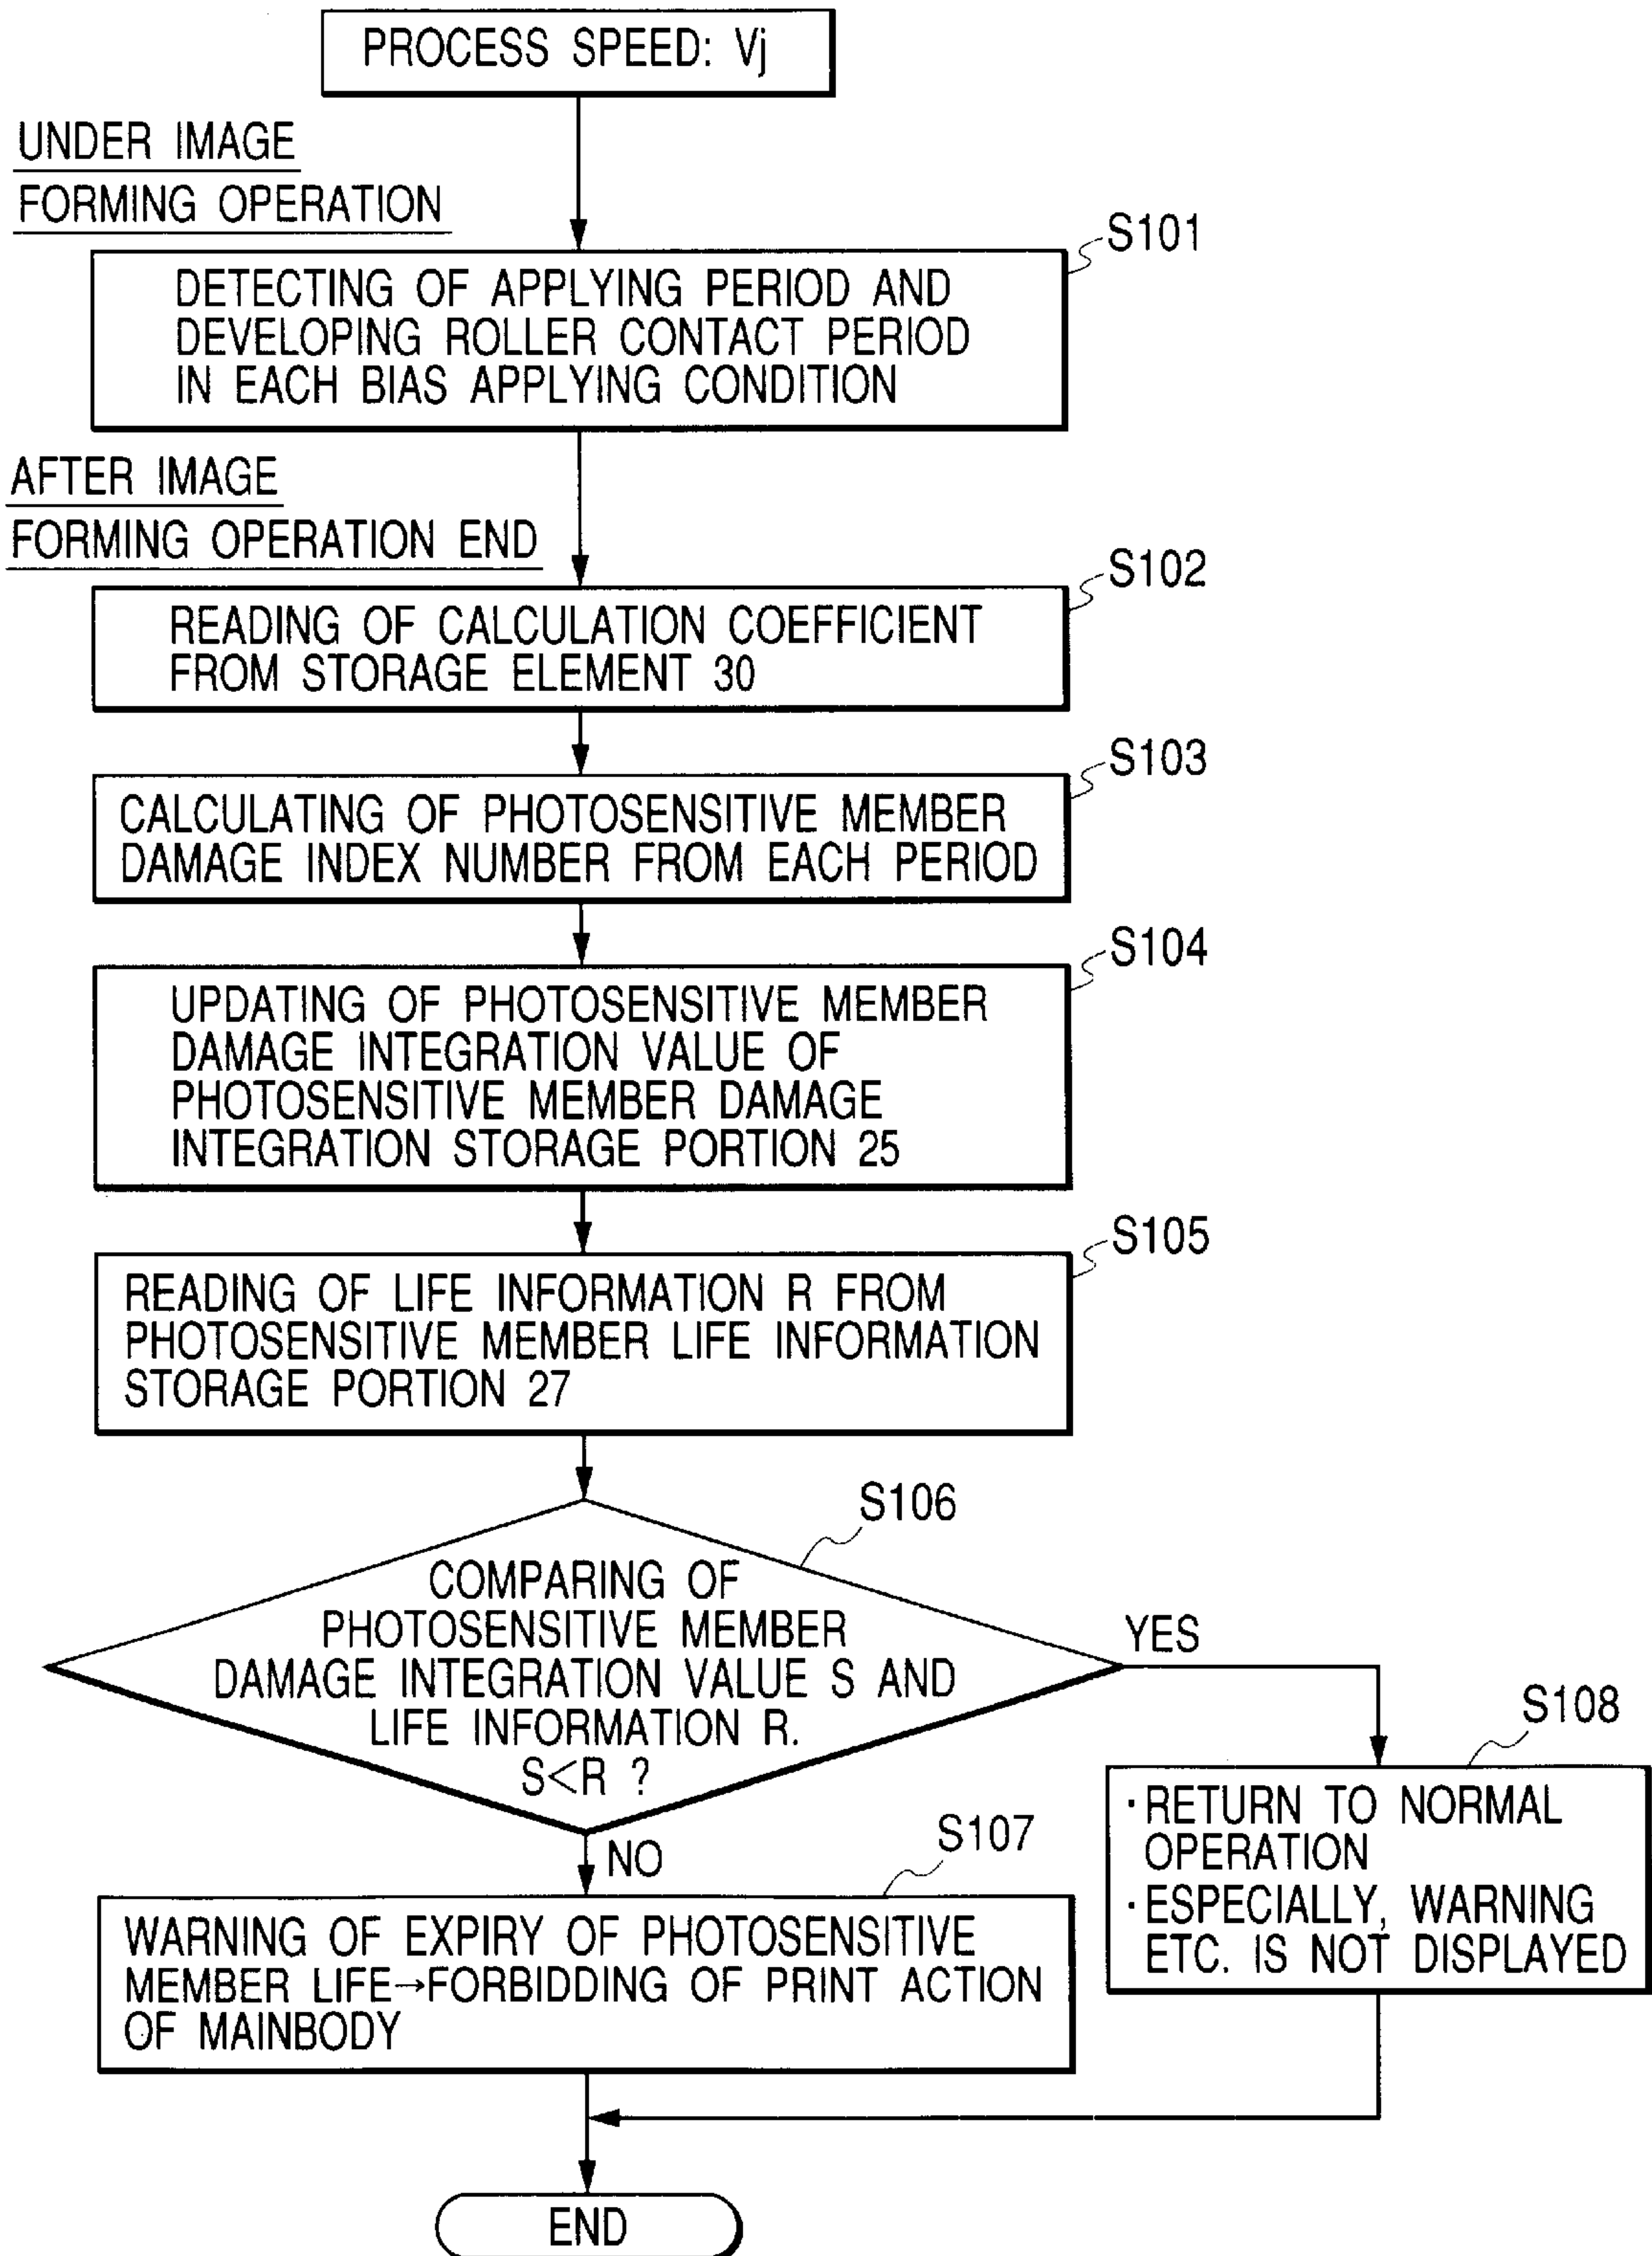 PROCESS SPEED: Vj
UNDER IMAGE
FORMING OPERATION
S101
DETECTING OF APPLYING PERIOD AND
DEVELOPING ROLLER CONTACT PERIOD
IN EACH BIAS APPLYING CONDITION
AFTER IMAGE
FORMING OPERATION END
S102
READING OF CALCULATION COEFFICIENT
FROM STORAGE ELEMENT 30
S103
CALCULATING OF PHOTOSENSITIVE MEMBER
DAMAGE INDEX NUMBER FROM EACH PERIOD
S104
UPDATING OF PHOTOSENSITIVE MEMBER
DAMAGE INTEGRATION VALUE OF
PHOTOSENSITIVE MEMBER DAMAGE
INTEGRATION STORAGE PORTION 25
S105
READING OF LIFE INFORMATION R FROM
PHOTOSENSITIVE MEMBER LIFE INFORMATION
STORAGE PORTION 27
S106
COMPARING OF
PHOTOSENSITIVE MEMBER
DAMAGE INTEGRATION VALUE S AND
LIFE INFORMATION R.
S<R ?
YES
S108
·RETURN TO NORMAL
OPERATION
·ESPECIALLY, WARNING
ETC. IS NOT DISPLAYED
NO
S107
WARNING OF EXPIRY OF PHOTOSENSITIVE
MEMBER LIFE→FORBIDDING OF PRINT ACTION
OF MAINBODY
END